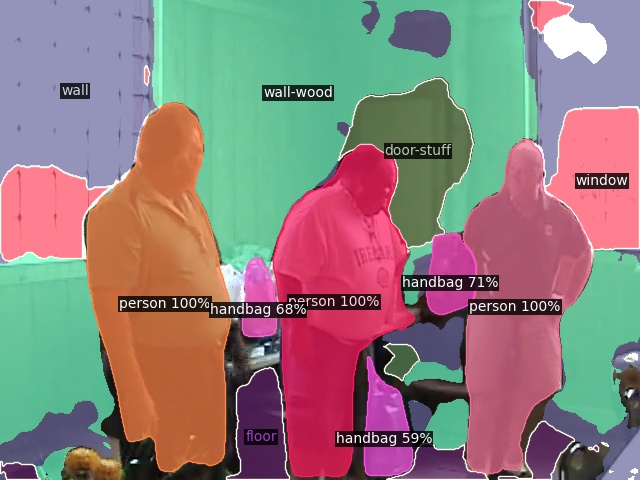 wall
wall-wood
door-stuff
window
handbag 71%
person 100%
handbag 68%
person 100%
person 100%
floor
handbag 59%